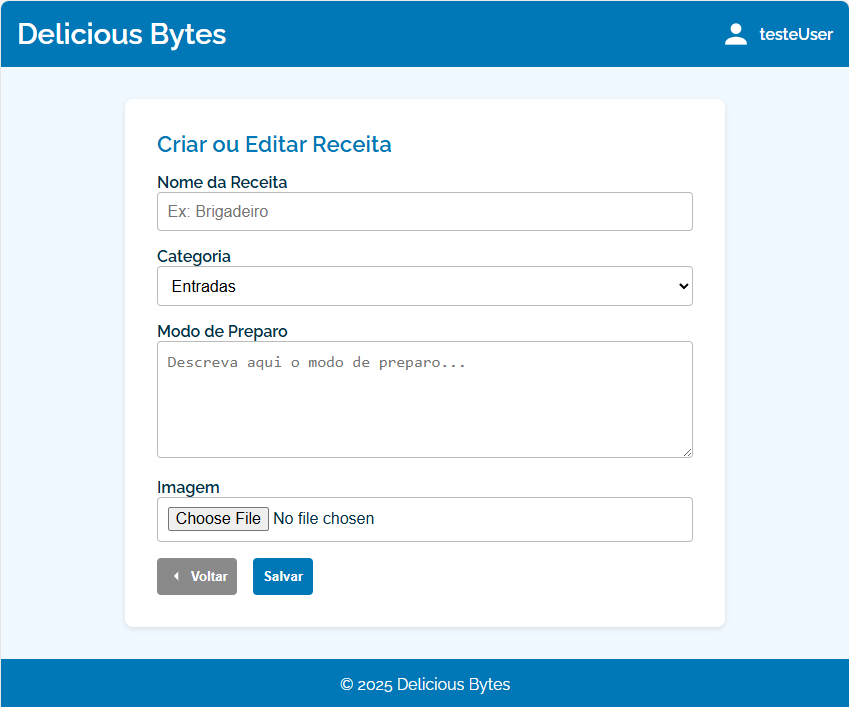 Delicious Bytes
testeUser
Criar ou Editar Receita
Nome da Receita
Ex: Brigadeiro
Categoria
Entradas
Modo de Preparo
Descreva aqui o modo de preparo...
Imagem
Choose File No file chosen
Voltar
Salvar
© 2025 Delicious Bytes